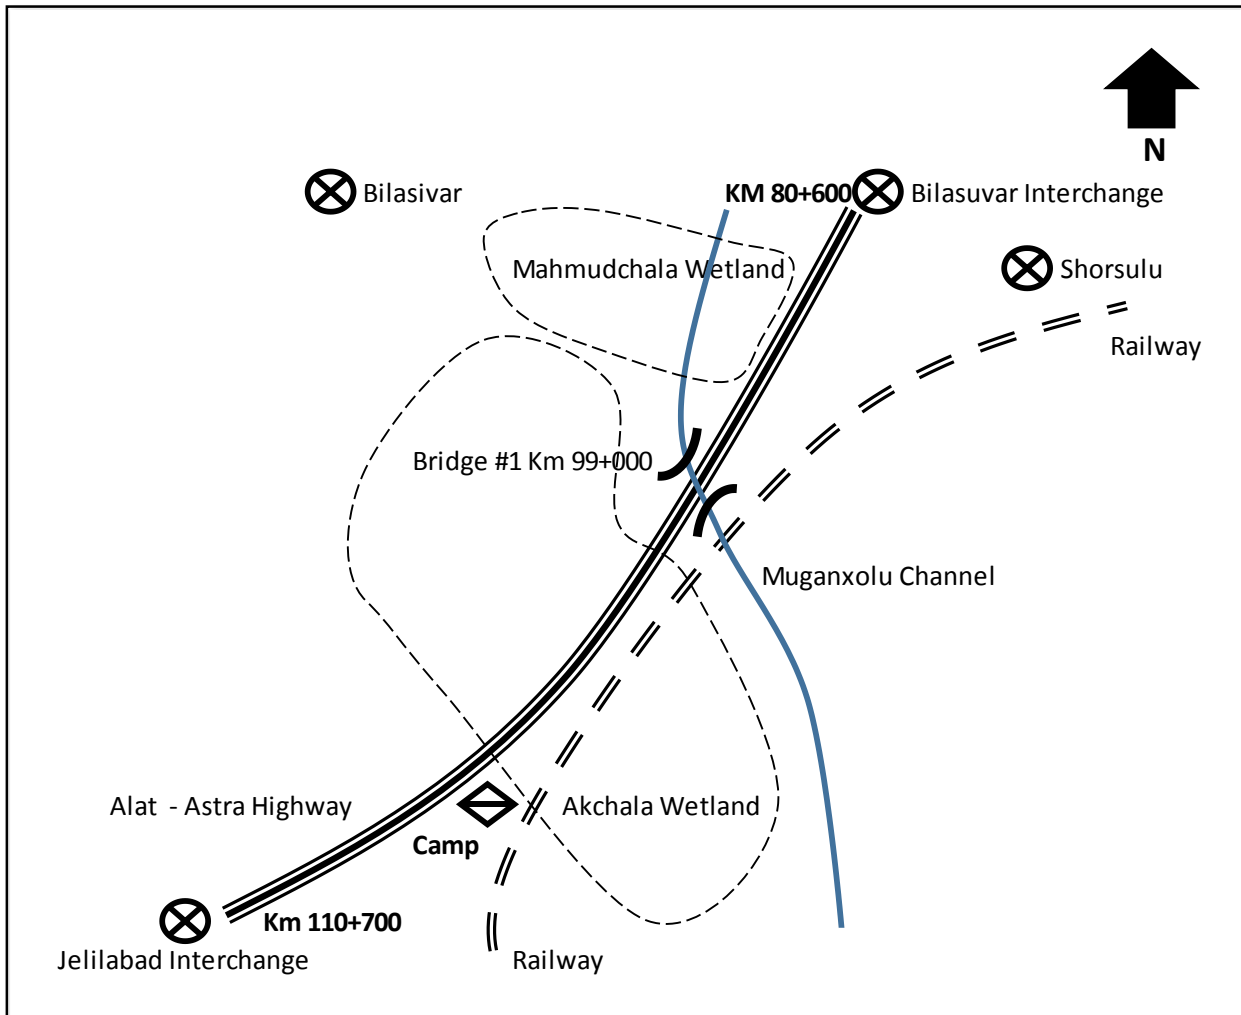 N
Bilasivar
KM 80+600
Bilasuvar Interchange
Mahmudchala Wetland
Shorsulu
Railway
Bridge #1 Km 99+000
Muganxolu Channel
Alat - Astra Highway
Akchala Wetland
Camp
Km 110+700
Jelilabad Interchange
Railway